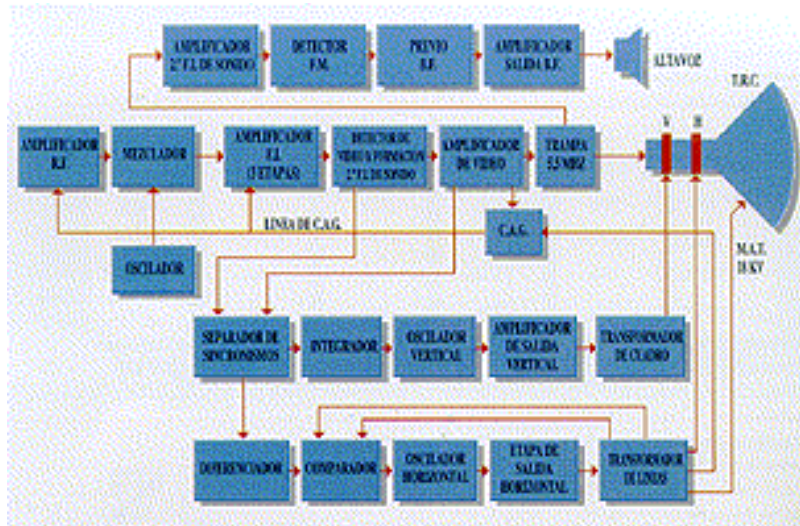 AMPLIFICADOR
2.ª F.I. DE SONIDO
DETECTOR
F.M.
PREVIO
B.F.
AMPLIFICADOR
SALIDA B.F.
ALTAVOZ
T.R.C.
AMPLIFICADOR
R.F.
MEZCLADOR
AMPLIFICADOR
F.I.
(3 ETAPAS)
DETECTOR DE
VIDEO Y FORMACION
2.ª F.I. DE SONIDO
AMPLIFICADOR
DE VIDEO
TRAMPA
5,5 MHZ
V
H
LINEA DE C.A.G.
C.A.G.
M.A.T.
18 KV
OSCILADOR
SEPARADOR DE
SINCRONISMOS
INTEGRADOR
OSCILADOR
VERTICAL
AMPLIFICADOR
DE SALIDA
VERTICAL
TRANSFORMADOR
DE CUADRO
DIFERENCIADOR
COMPARADOR
OSCILADOR
HORIZONTAL
ETAPA DE
SALIDA
HORIZONTAL
TRANSFORMADOR
DE LINEAS